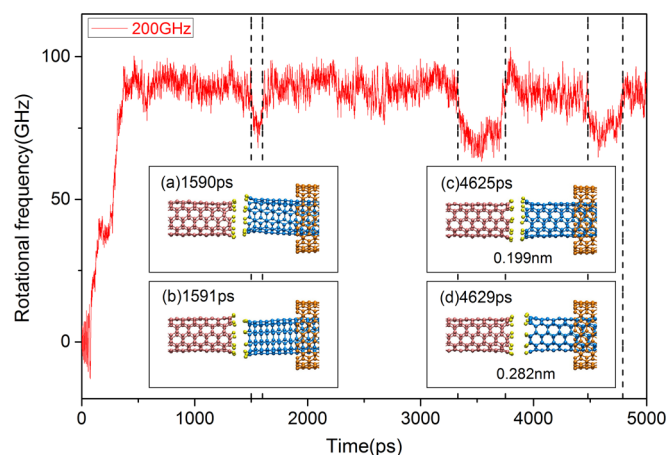 200GHz
Rotational frequency(GHz)
100
50
0
(a)1590ps
(c)4625ps
0.199nm
(b)1591ps
(d)4629ps
0.282nm
0 1000 2000 3000 4000 5000
Time(ps)